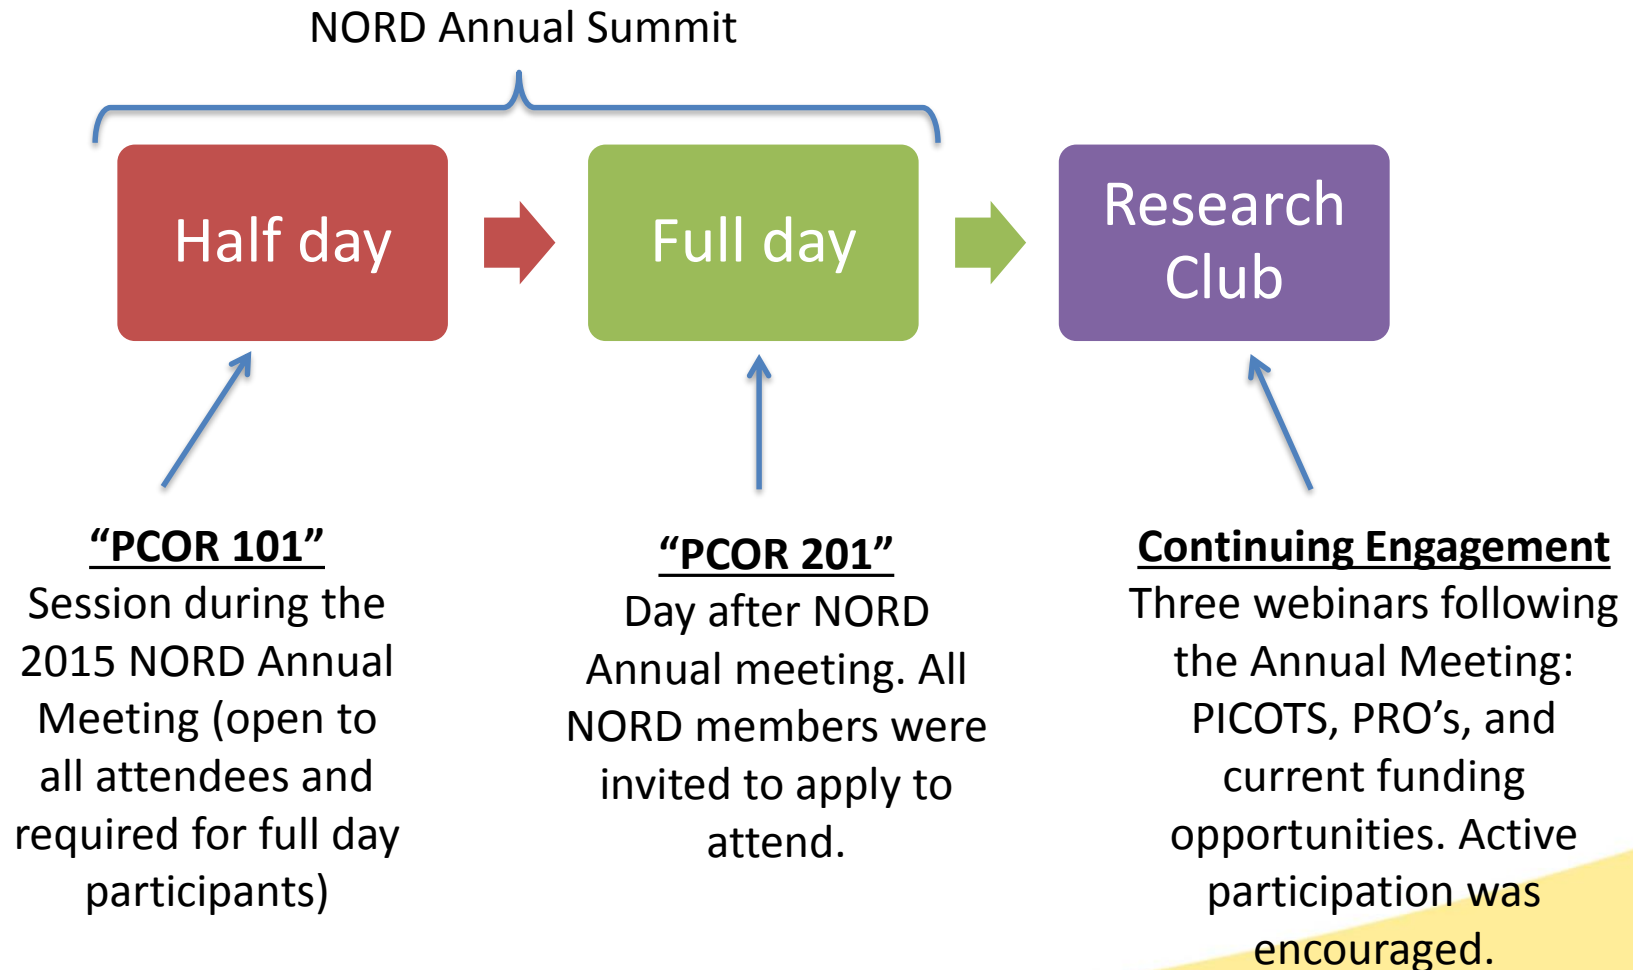 NORD Annual Summit
Half day
Full day
Research
Club
“PCOR 101”
Session during the
2015 NORD Annual
Meeting (open to
all attendees and
required for full day
participants)
“PCOR 201”
Day after NORD
Annual meeting. All
NORD members were
invited to apply to
attend.
Continuing Engagement
Three webinars following
the Annual Meeting:
PICOTS, PRO’s, and
current funding
opportunities. Active
participation was
encouraged.